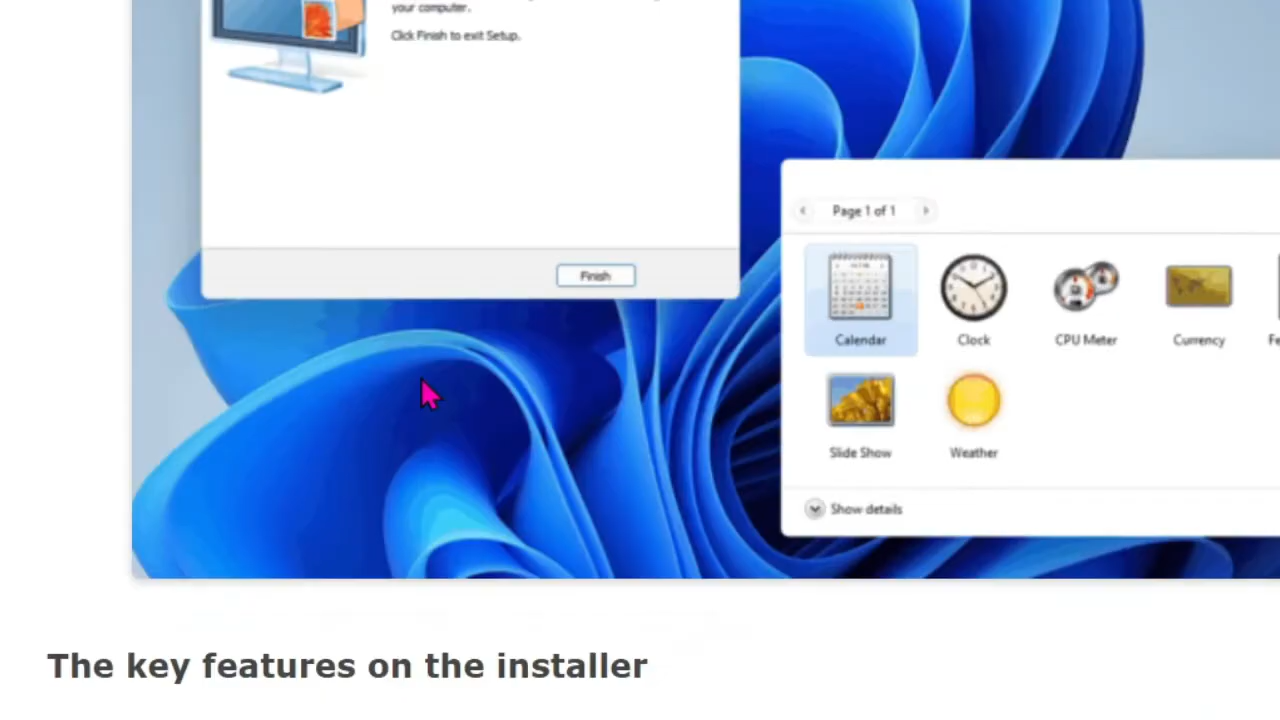 your computer.
Click Finish to exit Setup.
Finish
Page 1 of 1
Calendar
Clock
CPU Meter
Currency
Slide Show
Weather
Show details
The key features on the installer